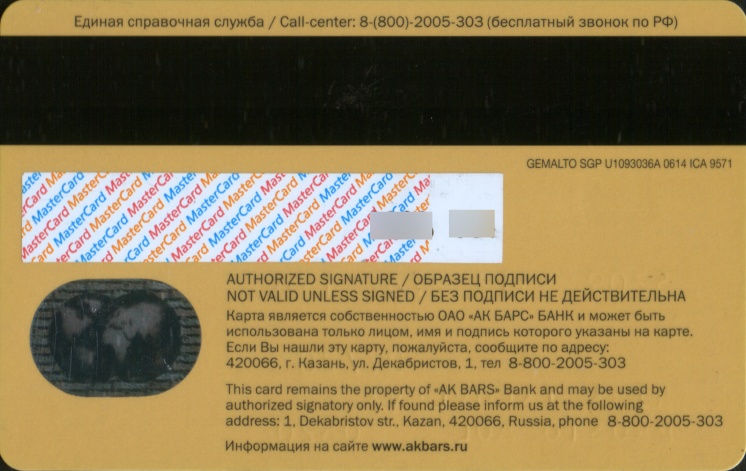 Единая справочная служба / Call-center: 8-(800)-2005-303 (бесплатный звонок по РФ)
GEMALTO SGP U1093036A 0614 ICA 9571
MasterCard MasterCard MasterCard MasterCard MasterCard
AUTHORIZED SIGNATURE / ОБРАЗЕЦ ПОДПИСИ
NOT VALID UNLESS SIGNED / БЕЗ ПОДПИСИ НЕ ДЕЙСТВИТЕЛЬНА
Карта является собственностью ОАО «АК БАРС» БАНК и может быть
использована только лицом, имя и подпись которого указаны на карте.
Если Вы нашли эту карту, пожалуйста, сообщите по адресу:
420066, г. Казань, ул. Декабристов, 1, тел 8-800-2005-303
This card remains the property of «AK BARS» Bank and may be used by
authorized signatory only. If found please inform us at the following
address: 1, Dekabristov str., Kazan, 420066, Russia, phone 8-800-2005-303
Информация на сайте www.akbars.ru